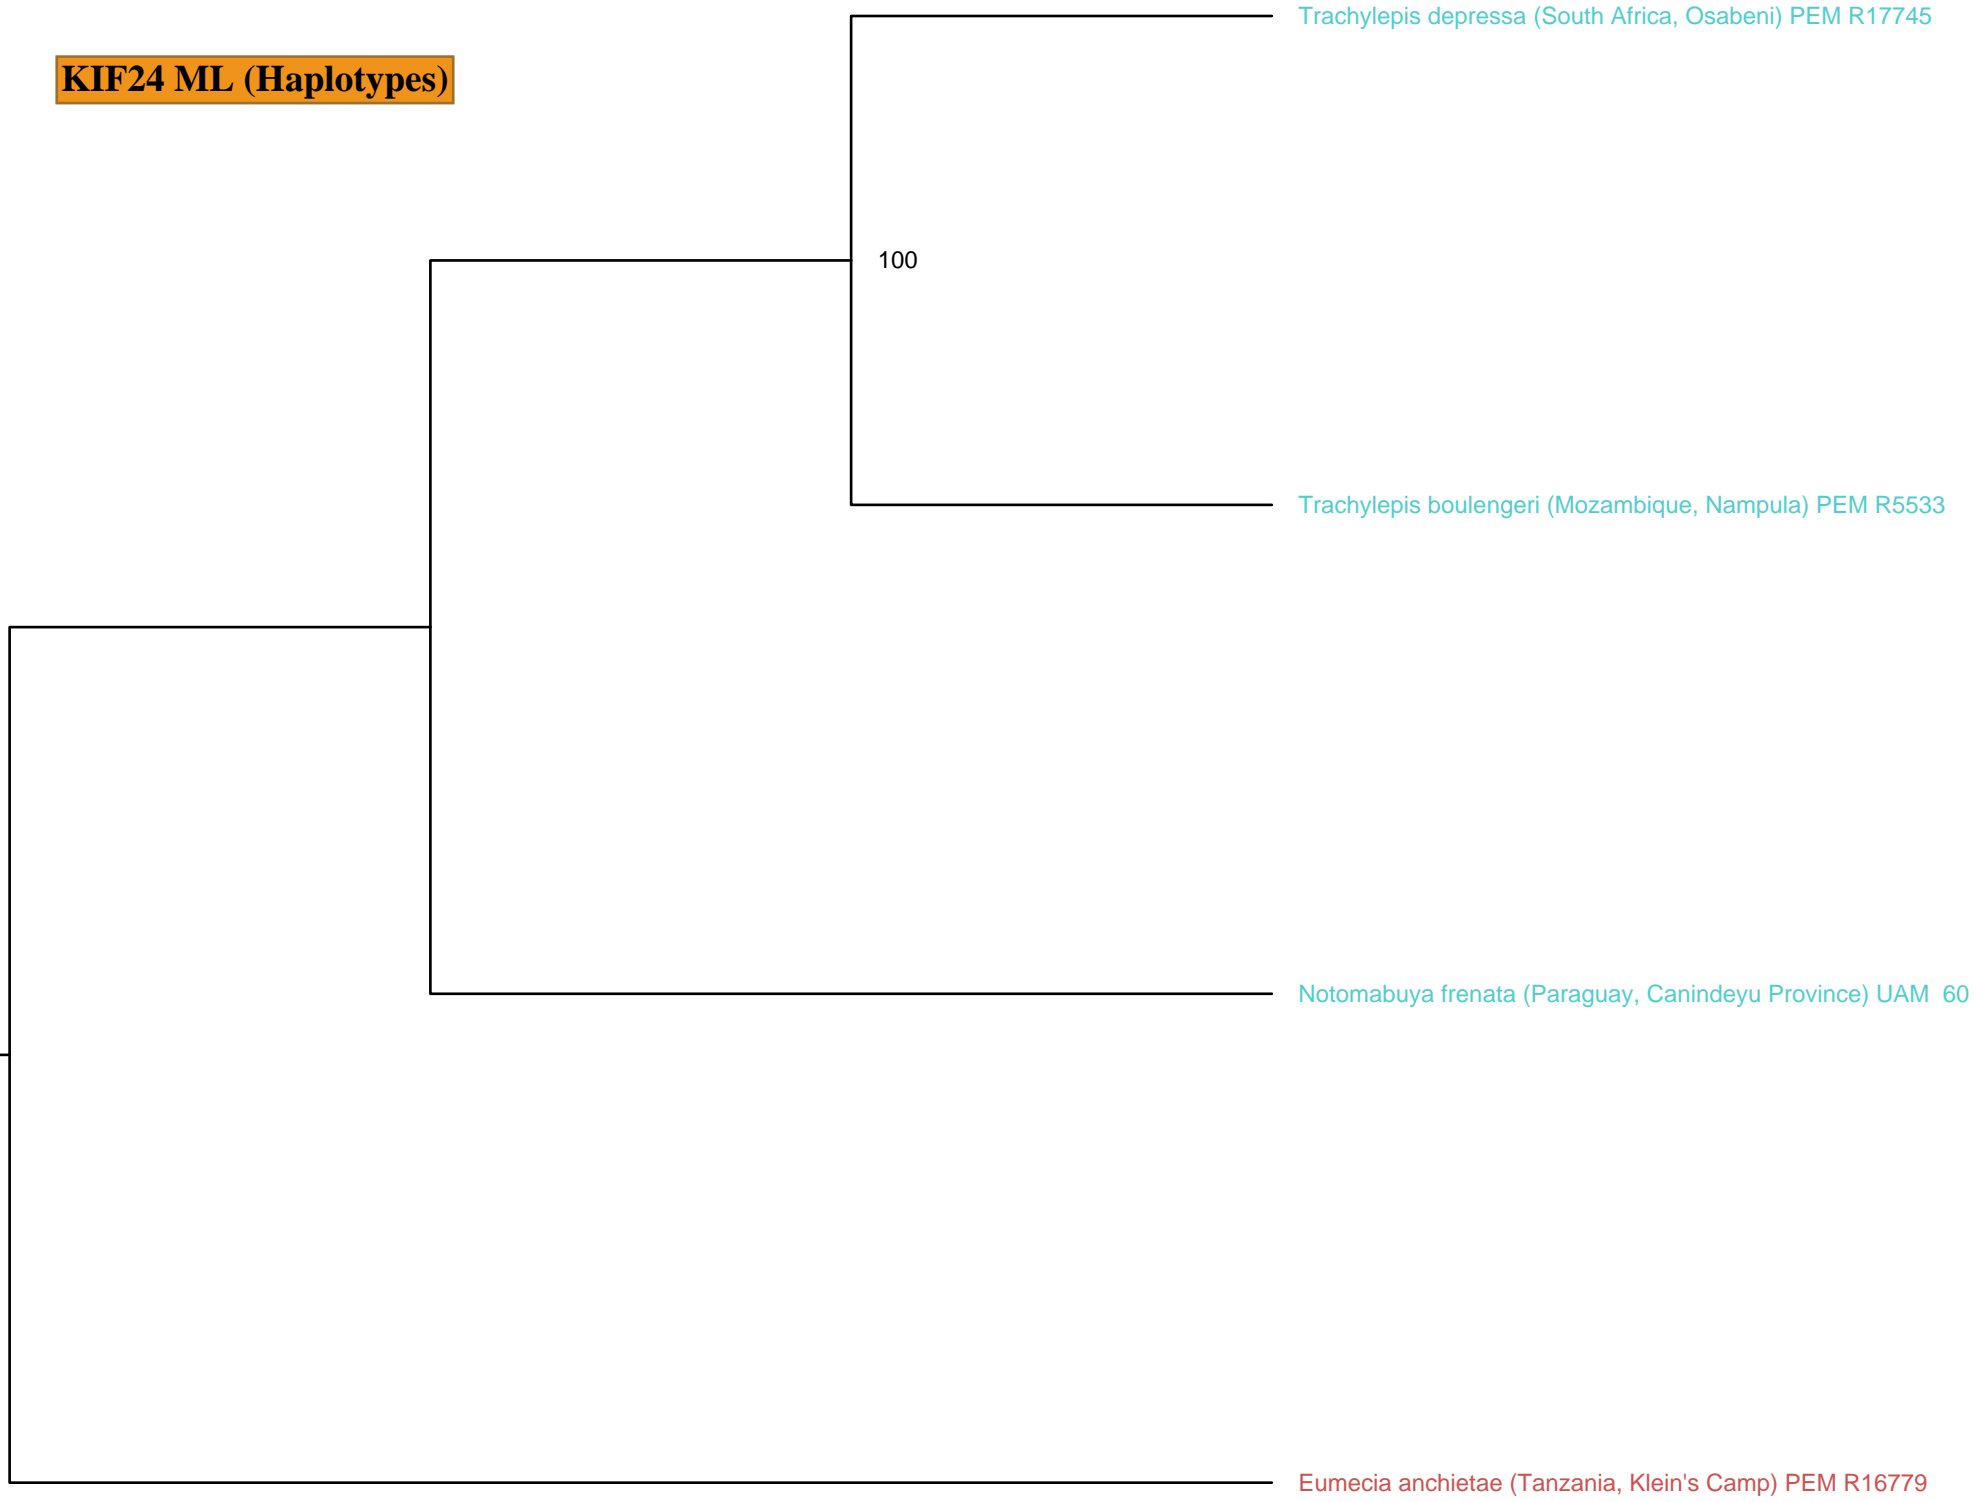 Trachylepis depressa (South Africa, Osabeni) PEM R17745
KIF24 ML (Haplotypes)
100
Trachylepis boulengeri (Mozambique, Nampula) PEM R5533
Notomabuya frenata (Paraguay, Canindeyu Province) UAM  60
Eumecia anchietae (Tanzania, Klein's Camp) PEM R16779